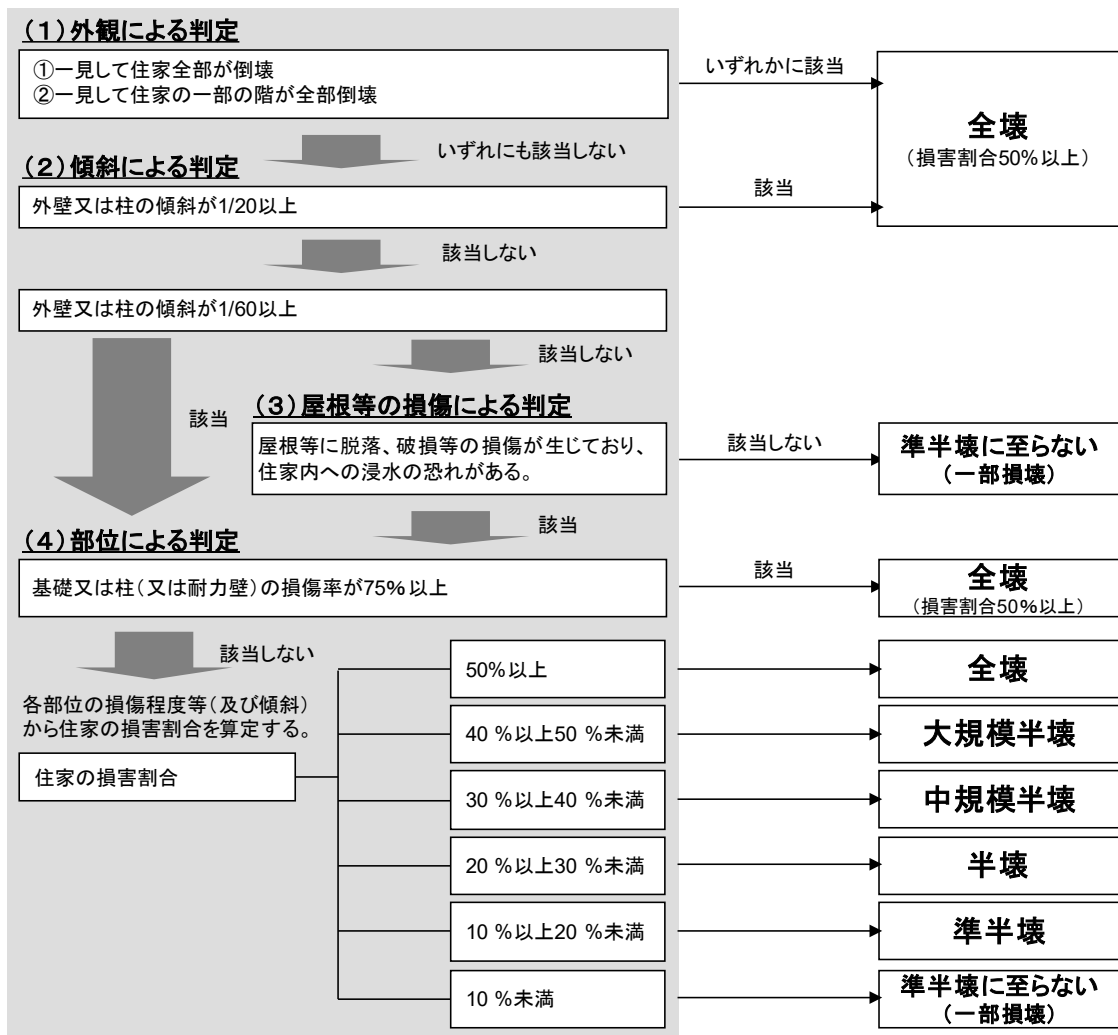 (1)外観による判定
①一見して住家全部が倒壊
②一見して住家の一部の階が全部倒壊
いずれかに該当
全壊
(損害割合50%以上)
いずれにも該当しない
(2)傾斜による判定
外壁又は柱の傾斜が1/20以上
該当
該当しない
外壁又は柱の傾斜が1/60以上
該当しない
該当
(3)屋根等の損傷による判定
屋根等に脱落、破損等の損傷が生じており、
住家内への浸水の恐れがある。
該当しない
準半壊に至らない
(一部損壊)
該当
(4)部位による判定
基礎又は柱(又は耐力壁)の損傷率が75%以上
該当
全壊
(損害割合50%以上)
該当しない
各部位の損傷程度等(及び傾斜)
から住家の損害割合を算定する。
住家の損害割合
50%以上
全壊
40 %以上50 %未満
大規模半壊
30 %以上40 %未満
中規模半壊
20 %以上30 %未満
半壊
10 %以上20 %未満
準半壊
10 %未満
準半壊に至らない
(一部損壊)